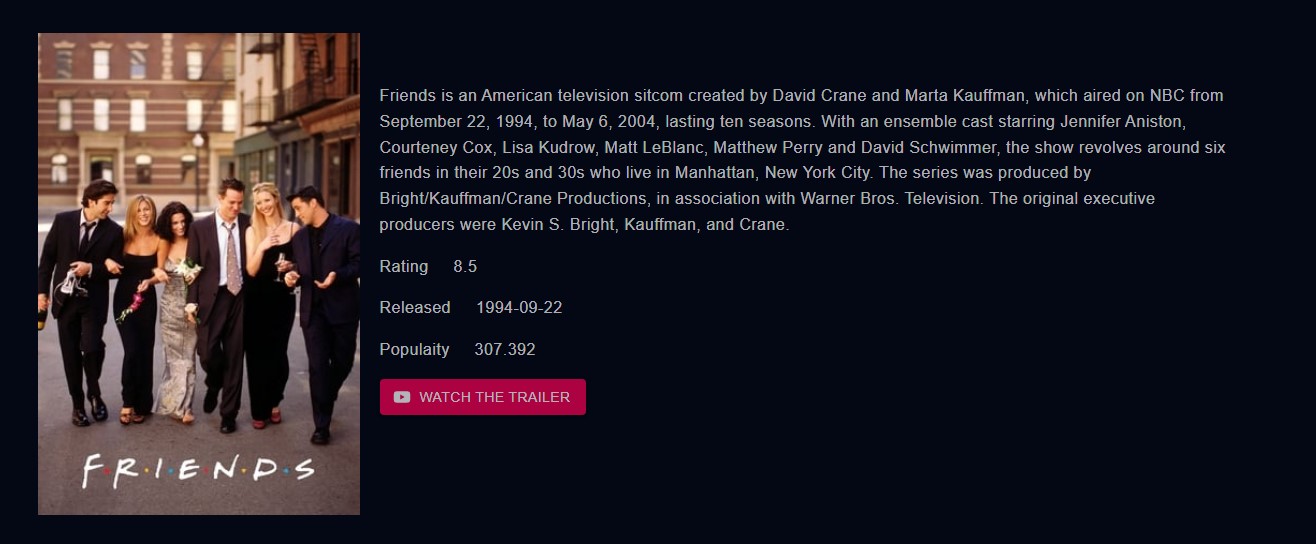 Friends is an American television sitcom created by David Crane and Marta Kauffman, which aired on NBC from
September 22, 1994, to May 6, 2004, lasting ten seasons. With an ensemble cast starring Jennifer Aniston,
Courteney Cox, Lisa Kudrow, Matt LeBlanc, Matthew Perry and David Schwimmer, the show revolves around six
friends in their 20s and 30s who live in Manhattan, New York City. The series was produced by
Bright/Kauffman/Crane Productions, in association with Warner Bros. Television. The original executive
producers were Kevin S. Bright, Kauffman, and Crane.
Rating 8.5
Released 1994-09-22
Populaity 307.392
WATCH THE TRAILER
F·R·I·E·N·D·S